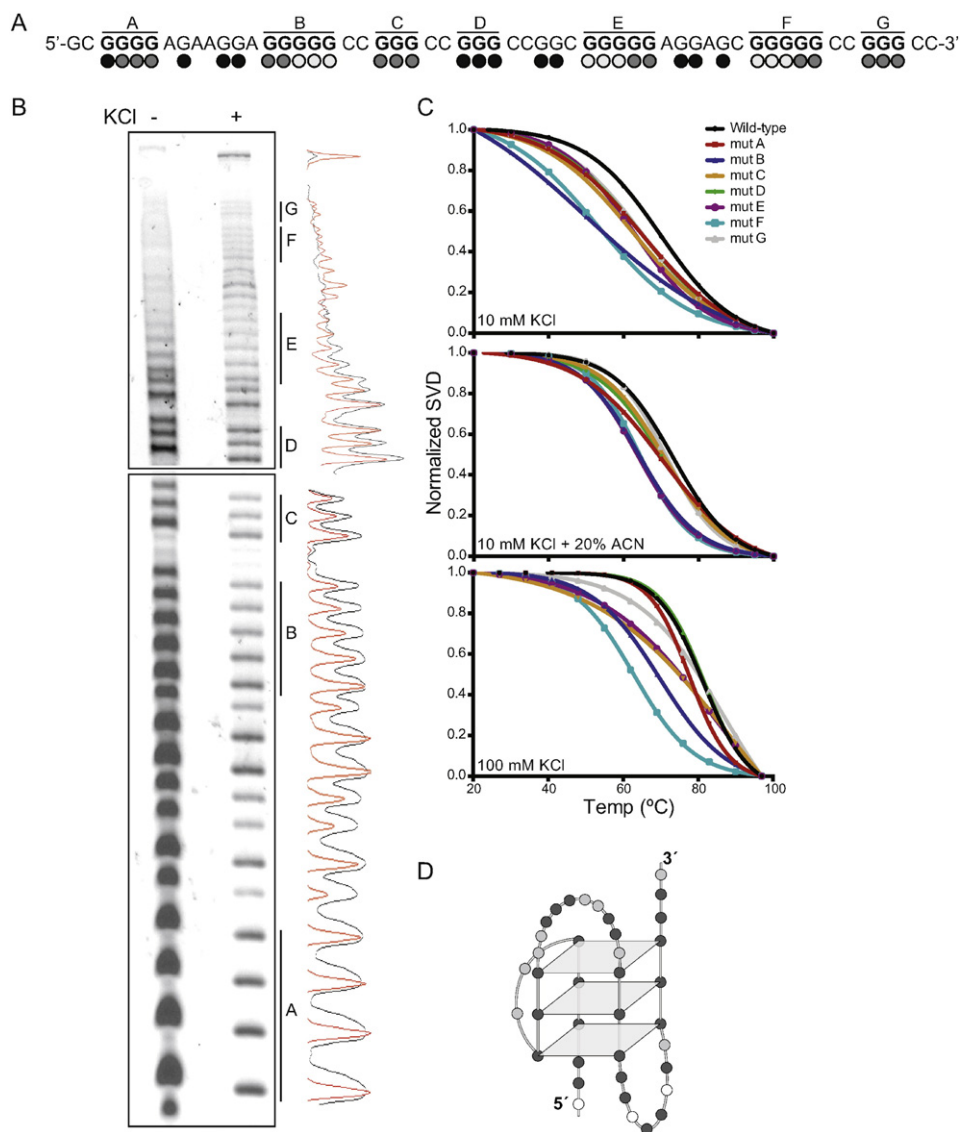 A
A B C D E F G
5′-GC GGGG AGAAGGA GGGGG CC GGG CC GGG CCGGC GGGGG AGGAGC GGGGG CC GGG CC-3′
B
KCl - +
G
F
E
D
C
B
A
C
Wild-type
mut A
mut B
mut C
mut D
mut E
mut F
mut G
Normalized SVD
1.0
0.8
0.6
0.4
0.2
0.0
10 mM KCl
1.0
0.8
0.6
0.4
0.2
0.0
10 mM KCl + 20% ACN
1.0
0.8
0.6
0.4
0.2
0.0
100 mM KCl
20 40 60 80 100
Temp (ºC)
D
3′
5′